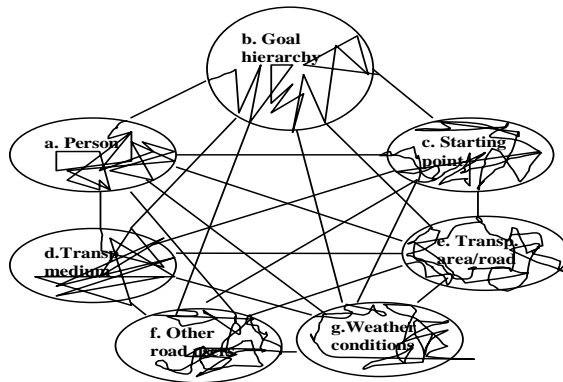 b. Goal
hierarchy
a. Person
c. Starting
point
d.Transp.
medium
e. Transp.
area/road
f. Other
road users
g.Weather
conditions